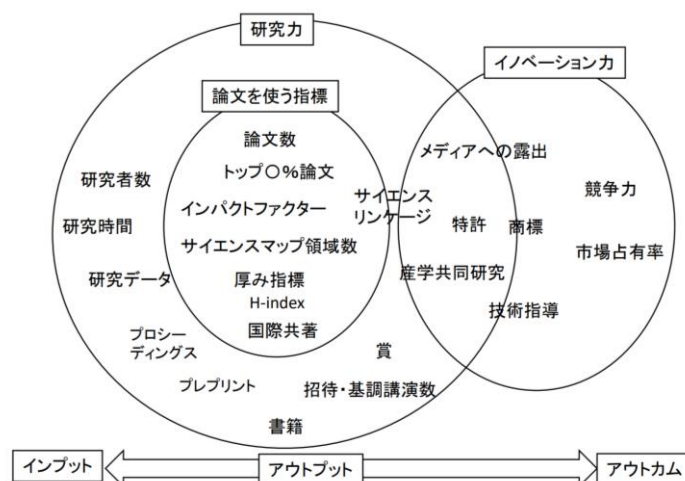 研究力
イノベーション力
論文を使う指標
論文数
トップ〇%論文
インパクトファクター
サイエンスマップ領域数
厚み指標
H-index
国際共著
研究者数
研究時間
研究データ
プロシー
ディングス
プレプリント
書籍
賞
招待・基調講演数
サイエンス
リンケージ
メディアへの露出
特許
商標
産学共同研究
技術指導
競争力
市場占有率
インプット
アウトプット
アウトカム